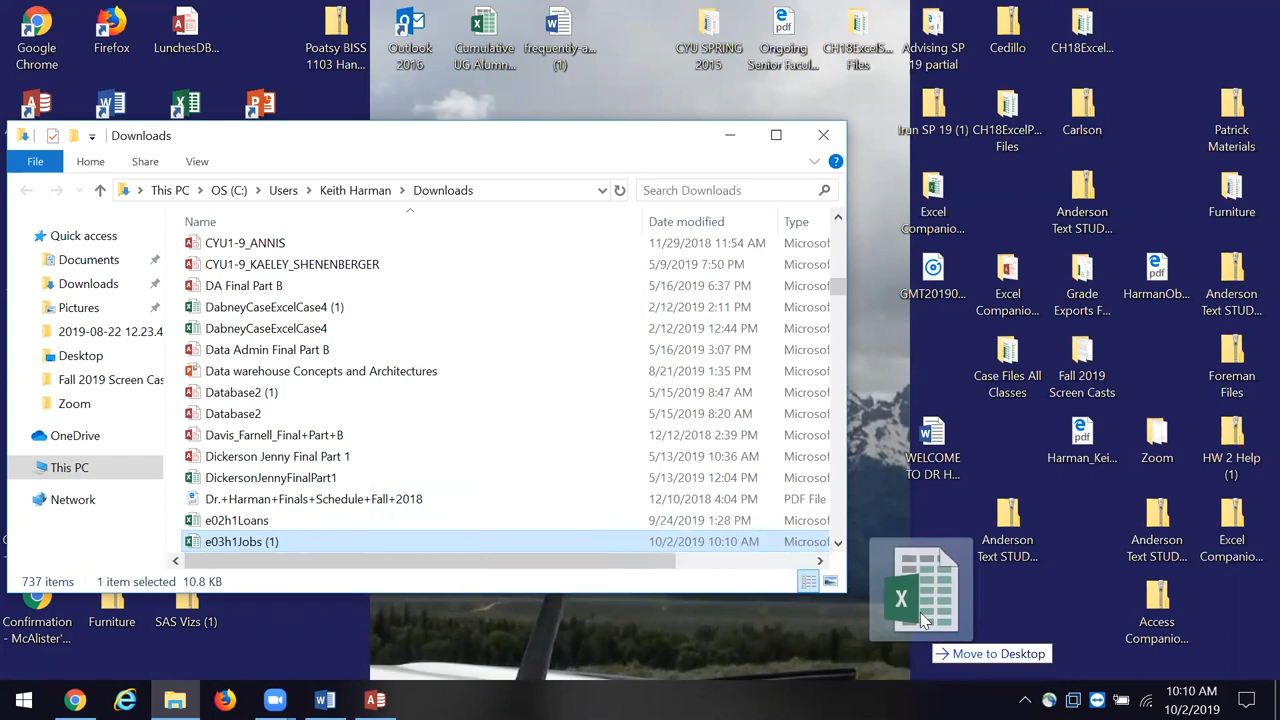 Google
Chrome
Firefox
LunchesDB...
Poatsy BISS
1103 Han...
Outlook
2016
Cumulative
UG Alumn...
frequently-a...
(1)
CYU SPRING
2015
Ongoing
Senior Facul...
CH18ExcelS...
Files
Advising SP
19 partial
Cedillo
CH18Excel...
Downloads
File
Home
Share
View
This PC
OS (C:)
Users
Keith Harman
Downloads
Search Downloads
Quick access
Documents
Downloads
Pictures
2019-08-22 12.23.4
Desktop
Fall 2019 Screen Cas
Zoom
OneDrive
This PC
Network
Name
Date modified
Type
CYU1-9_ANNIS
11/29/2018 11:54 AM
Microsof
CYU1-9_KAELEY_SHENENBERGER
5/9/2019 7:50 PM
Microsof
DA Final Part B
5/16/2019 6:37 PM
Microsof
DabneyCaseExcelCase4 (1)
2/12/2019 2:11 PM
Microsof
DabneyCaseExcelCase4
2/12/2019 12:44 PM
Microsof
Data Admin Final Part B
5/16/2019 3:07 PM
Microsof
Data warehouse Concepts and Architectures
8/21/2019 1:35 PM
Microsof
Database2 (1)
5/15/2019 8:47 AM
Microsof
Database2
5/15/2019 8:20 AM
Microsof
Davis_Farnell_Final+Part+B
12/12/2018 2:39 PM
Microsof
Dickerson Jenny Final Part 1
5/13/2019 10:36 AM
Microsof
DickersonJennyFinalPart1
5/13/2019 12:04 PM
Microsof
Dr.+Harman+Finals+Schedule+Fall+2018
12/10/2018 4:04 PM
PDF File
e02h1Loans
9/24/2019 1:28 PM
Microsof
e03h1Jobs (1)
10/2/2019 10:10 AM
Microsof
737 items
1 item selected 10.8 KB
Irun SP 19 (1)
CH18ExcelP...
Files
Carlson
Patrick
Materials
Excel
Companio...
Anderson
Text STUD...
Furniture
GMT20190...
Excel
Companio...
Grade
Exports F...
HarmanOb...
Anderson
Text STUD...
Case Files All
Classes
Fall 2019
Screen Casts
Foreman
Files
WELCOME
TO DR H...
Harman_Kei...
Zoom
HW 2 Help
(1)
Anderson
Text STUD...
Anderson
Text STUD...
Excel
Companio...
Access
Companio...
Move to Desktop
Confirmation
- McAlister'...
Furniture
SAS Vizs (1)
10:10 AM
10/2/2019